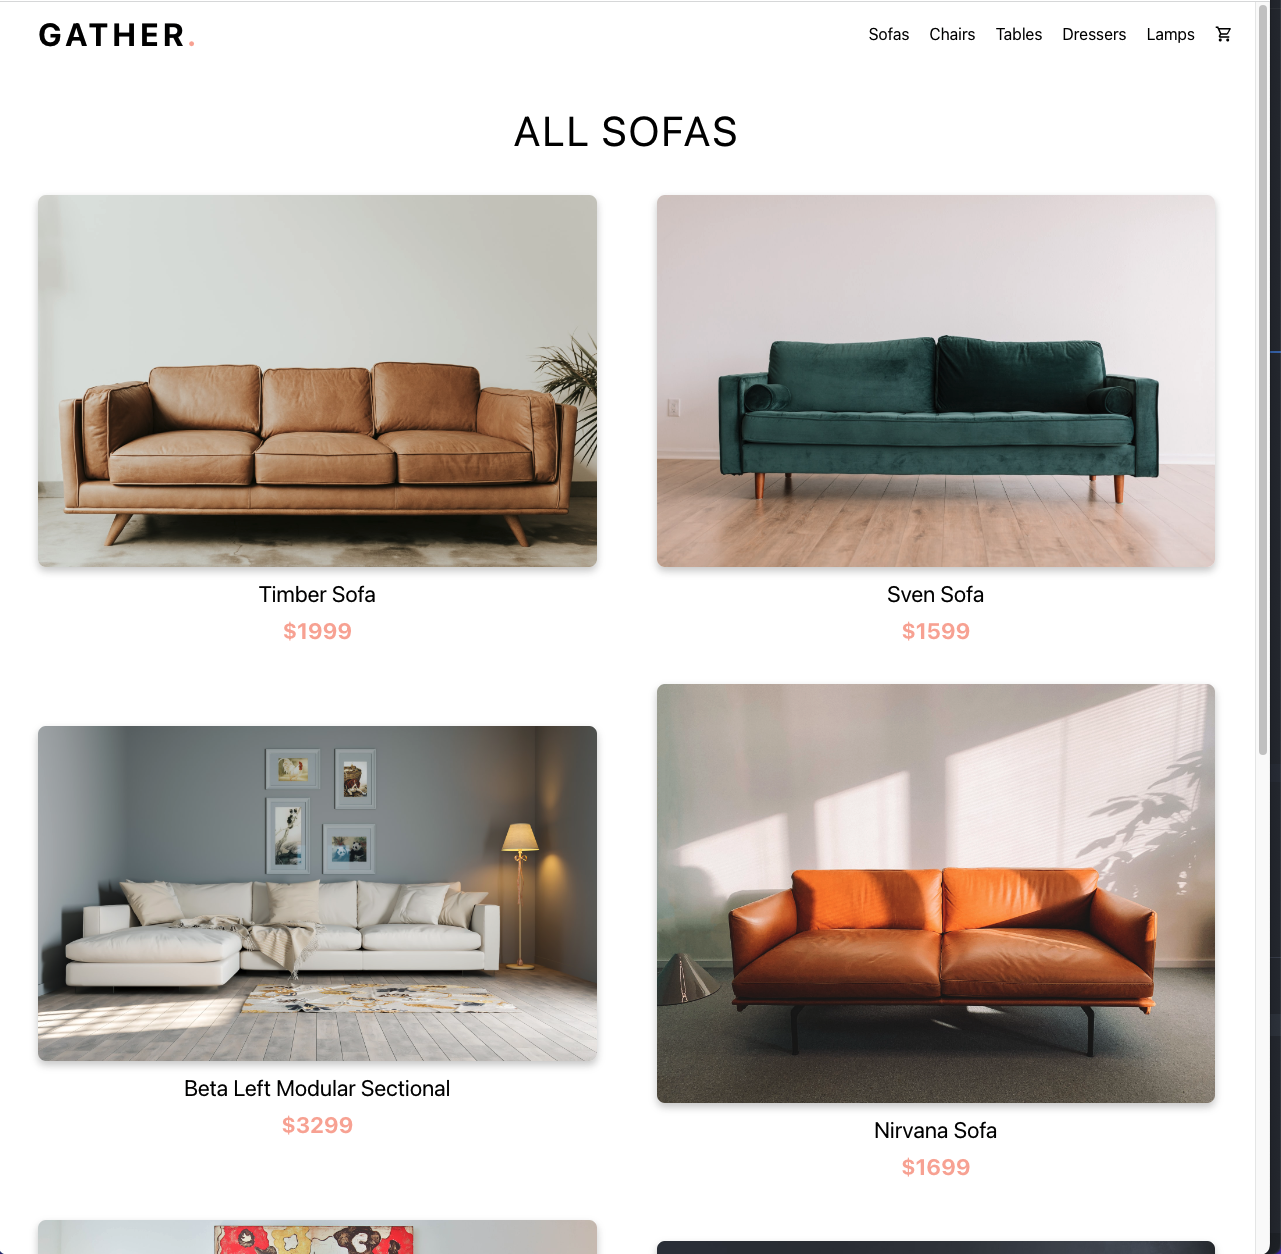 GATHER.
Sofas Chairs Tables Dressers Lamps
ALL SOFAS
Timber Sofa
$1999
Sven Sofa
$1599
Beta Left Modular Sectional
$3299
Nirvana Sofa
$1699